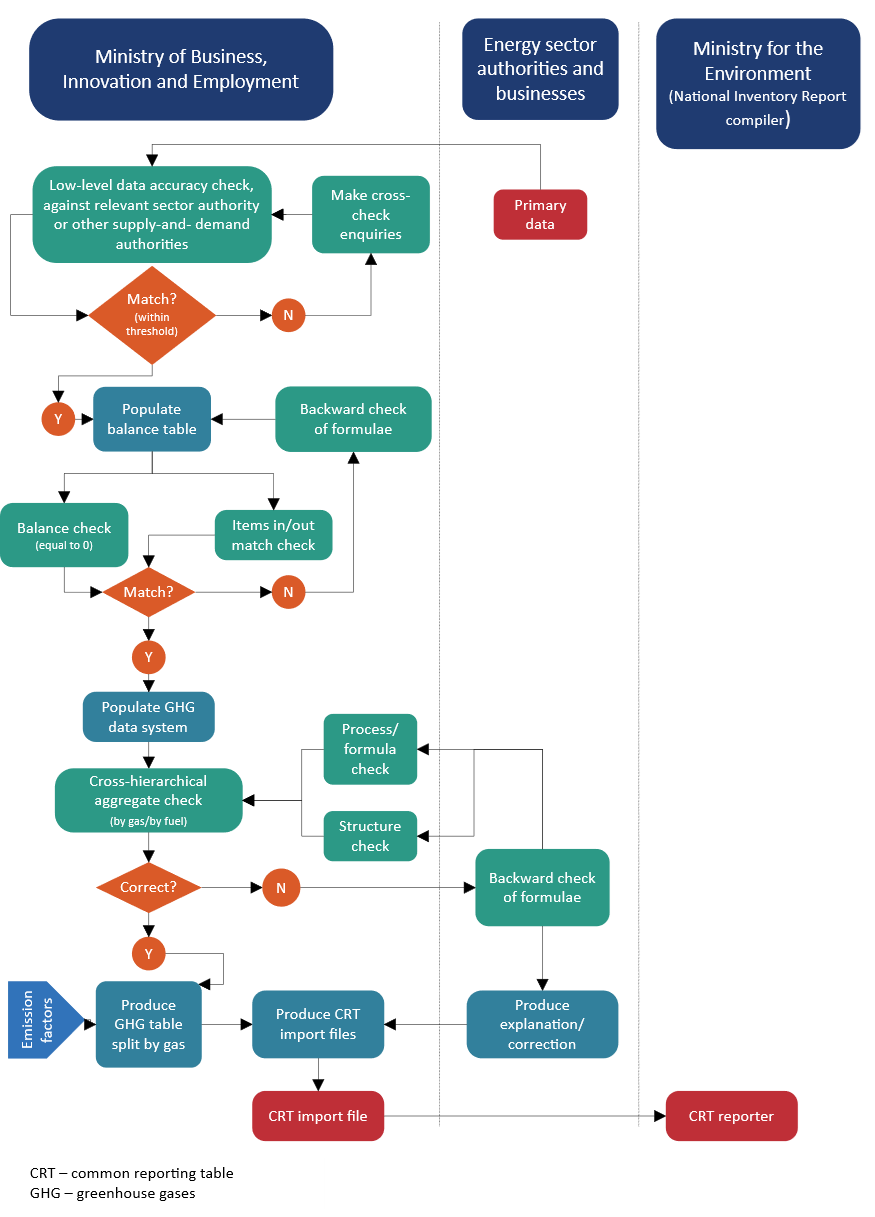 Ministry of Business,
Innovation and Employment
Energy sector
authorities and
businesses
Ministry for the
Environment
(National Inventory Report
compiler)
Low-level data accuracy check,
against relevant sector authority
or other supply-and- demand
authorities
Make cross-
check
enquiries
Primary
data
Match?
(within
threshold)
N
Y
Populate
balance table
Backward check
of formulae
Balance check
(equal to 0)
Items in/out
match check
Match?
N
Y
Populate GHG
data system
Process/
formula
check
Cross-hierarchical
aggregate check
(by gas/by fuel)
Structure
check
Correct?
N
Backward check
of formulae
Y
Emission
factors
Produce
GHG table
split by gas
Produce CRT
import files
Produce
explanation/
correction
CRT import file
CRT reporter
CRT – common reporting table
GHG – greenhouse gases